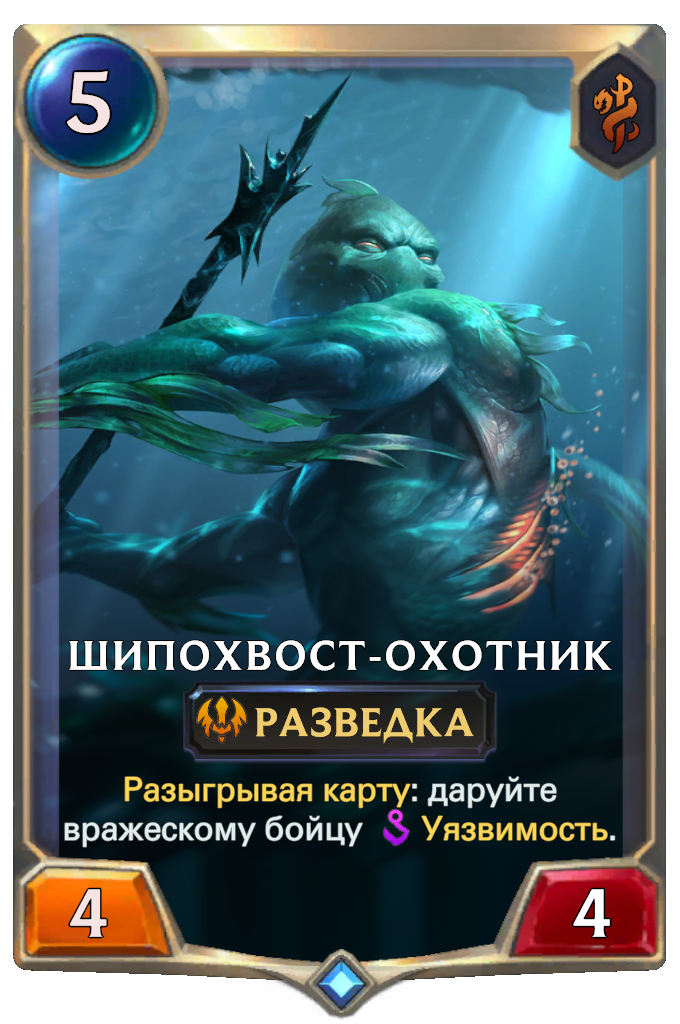 5
ШИПОХВОСТ-ОХОТНИК
РАЗВЕДКА
Разыгрывая карту: даруйте
вражескому бойцу Уязвимость.
4 4